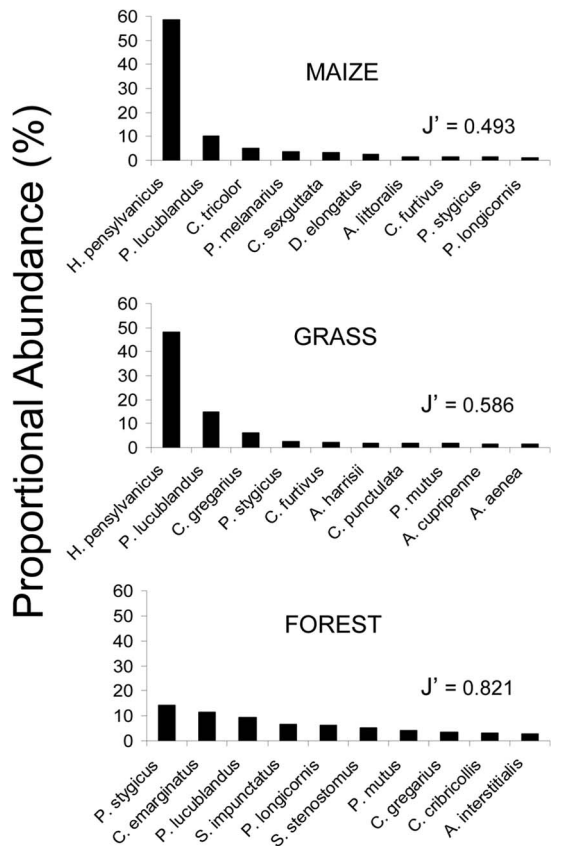 Proportional Abundance (%)
MAIZE
J’ = 0.493
60
50
40
30
20
10
0
H. pensylvanicus
P. lucublandus
C. tricolor
P. melanarius
C. sexguttata
D. elongatus
A. littoralis
C. furtivus
P. stygicus
P. longicornis
GRASS
J’ = 0.586
60
50
40
30
20
10
0
H. pensylvanicus
P. lucublandus
C. gregarius
P. stygicus
C. furtivus
A. harrisii
C. punctulata
P. mutus
A. cupripenne
A. aenea
FOREST
J’ = 0.821
60
50
40
30
20
10
0
P. stygicus
C. emarginatus
P. lucublandus
S. impunctatus
P. longicornis
S. stenostomus
P. mutus
C. gregarius
C. cribricollis
A. interstitialis